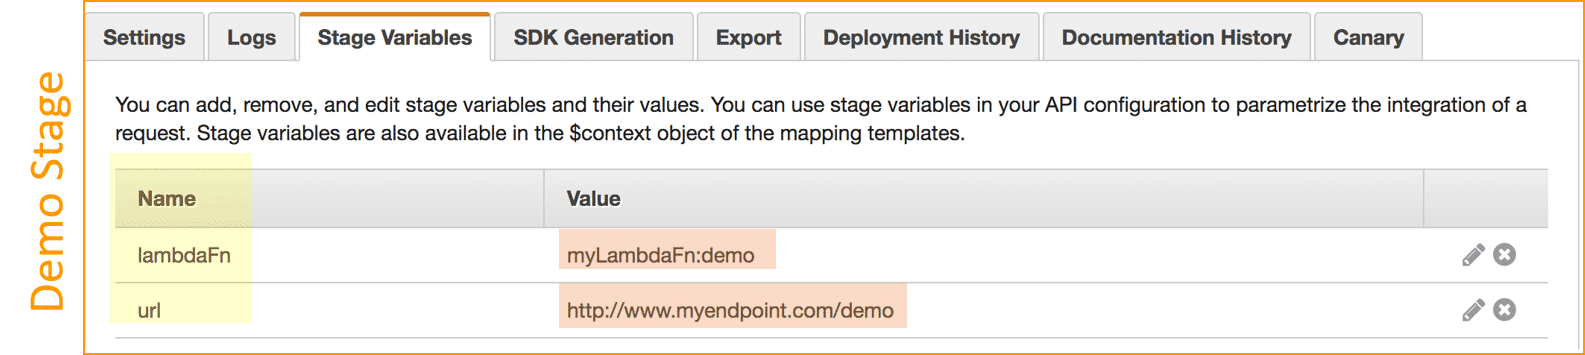 Demo Stage
Settings Logs Stage Variables SDK Generation Export Deployment History Documentation History Canary
You can add, remove, and edit stage variables and their values. You can use stage variables in your API configuration to parametrize the integration of a
request. Stage variables are also available in the $context object of the mapping templates.
Name Value
lambdaFn myLambdaFn:demo
url http://www.myendpoint.com/demo